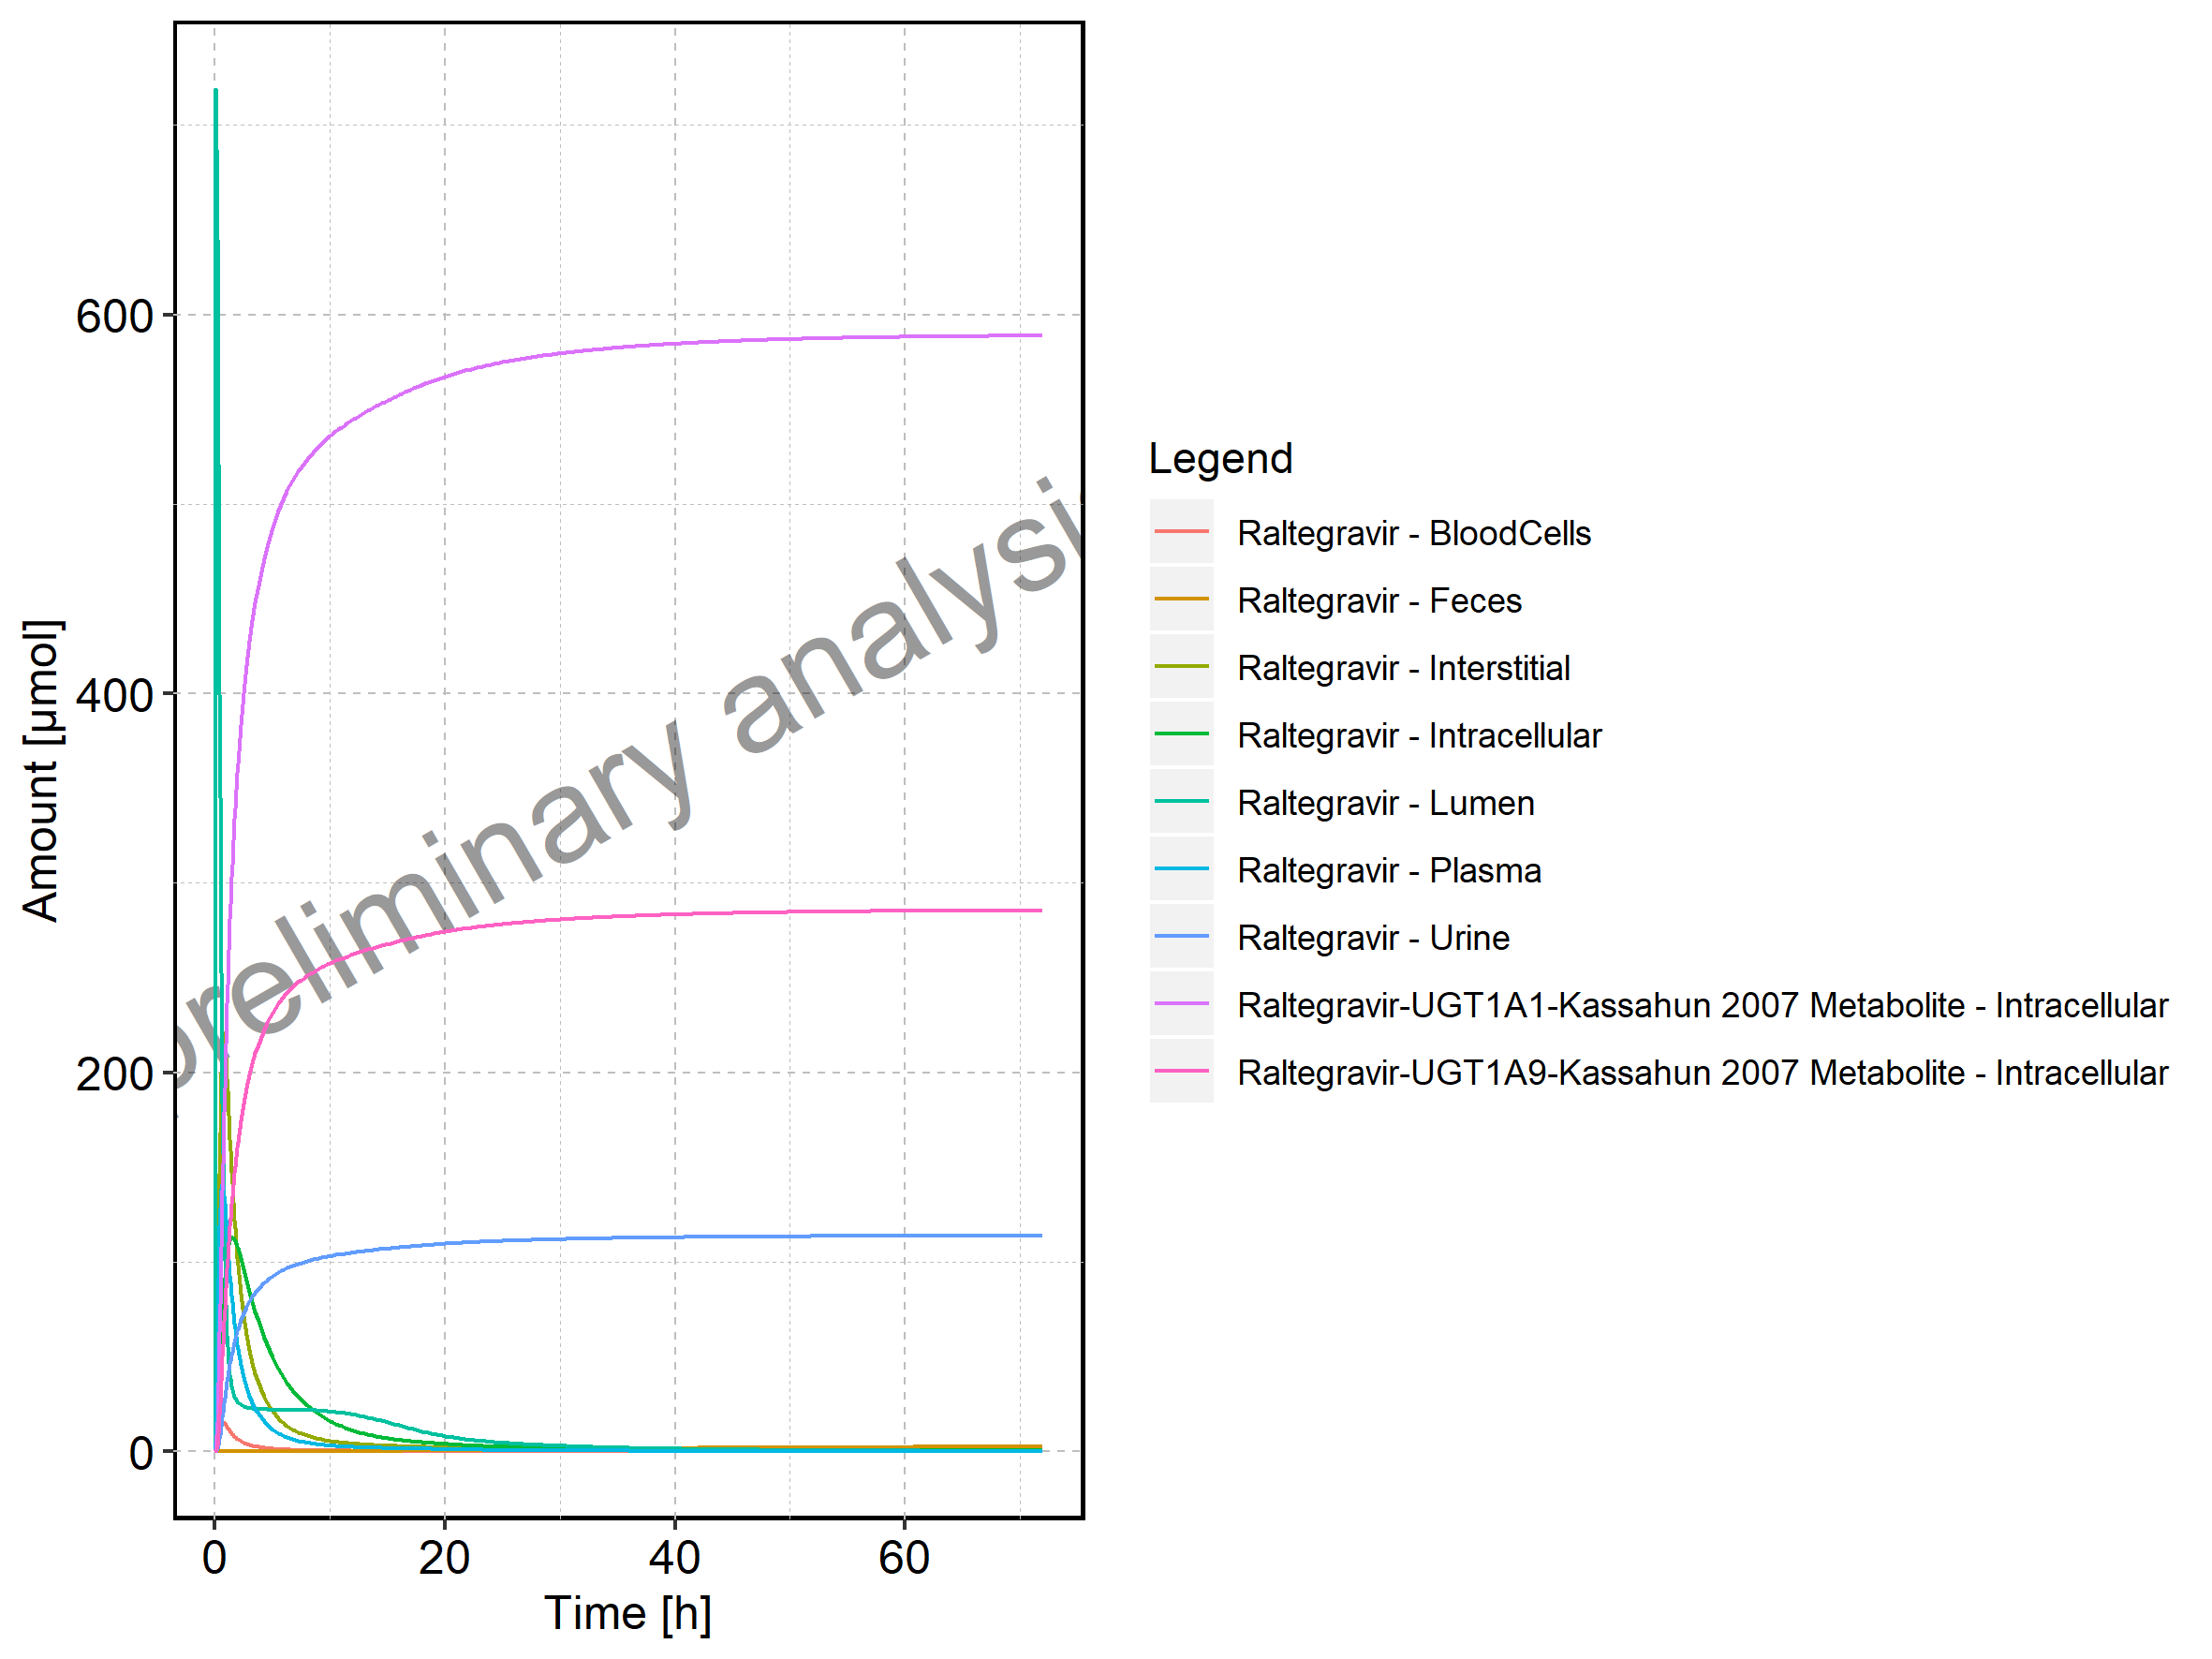 600
400
200
0
0 20 40 60
Time [h]
Amount [µmol]
preliminary analysis
Legend
Raltegravir - BloodCells
Raltegravir - Feces
Raltegravir - Interstitial
Raltegravir - Intracellular
Raltegravir - Lumen
Raltegravir - Plasma
Raltegravir - Urine
Raltegravir-UGT1A1-Kassahun 2007 Metabolite - Intracellular
Raltegravir-UGT1A9-Kassahun 2007 Metabolite - Intracellular